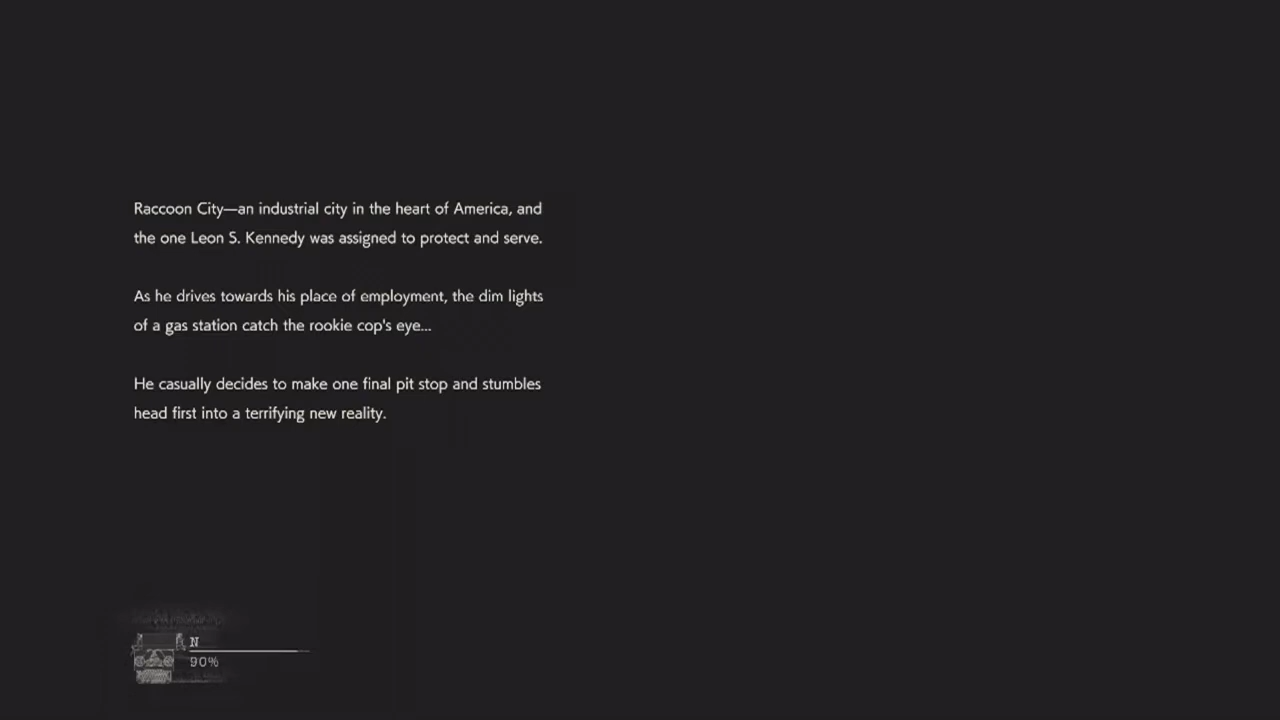 Raccoon City—an industrial city in the heart of America, and
the one Leon S. Kennedy was assigned to protect and serve.
As he drives towards his place of employment, the dim lights
of a gas station catch the rookie cop's eye...
He casually decides to make one final pit stop and stumbles
head first into a terrifying new reality.
N
90%